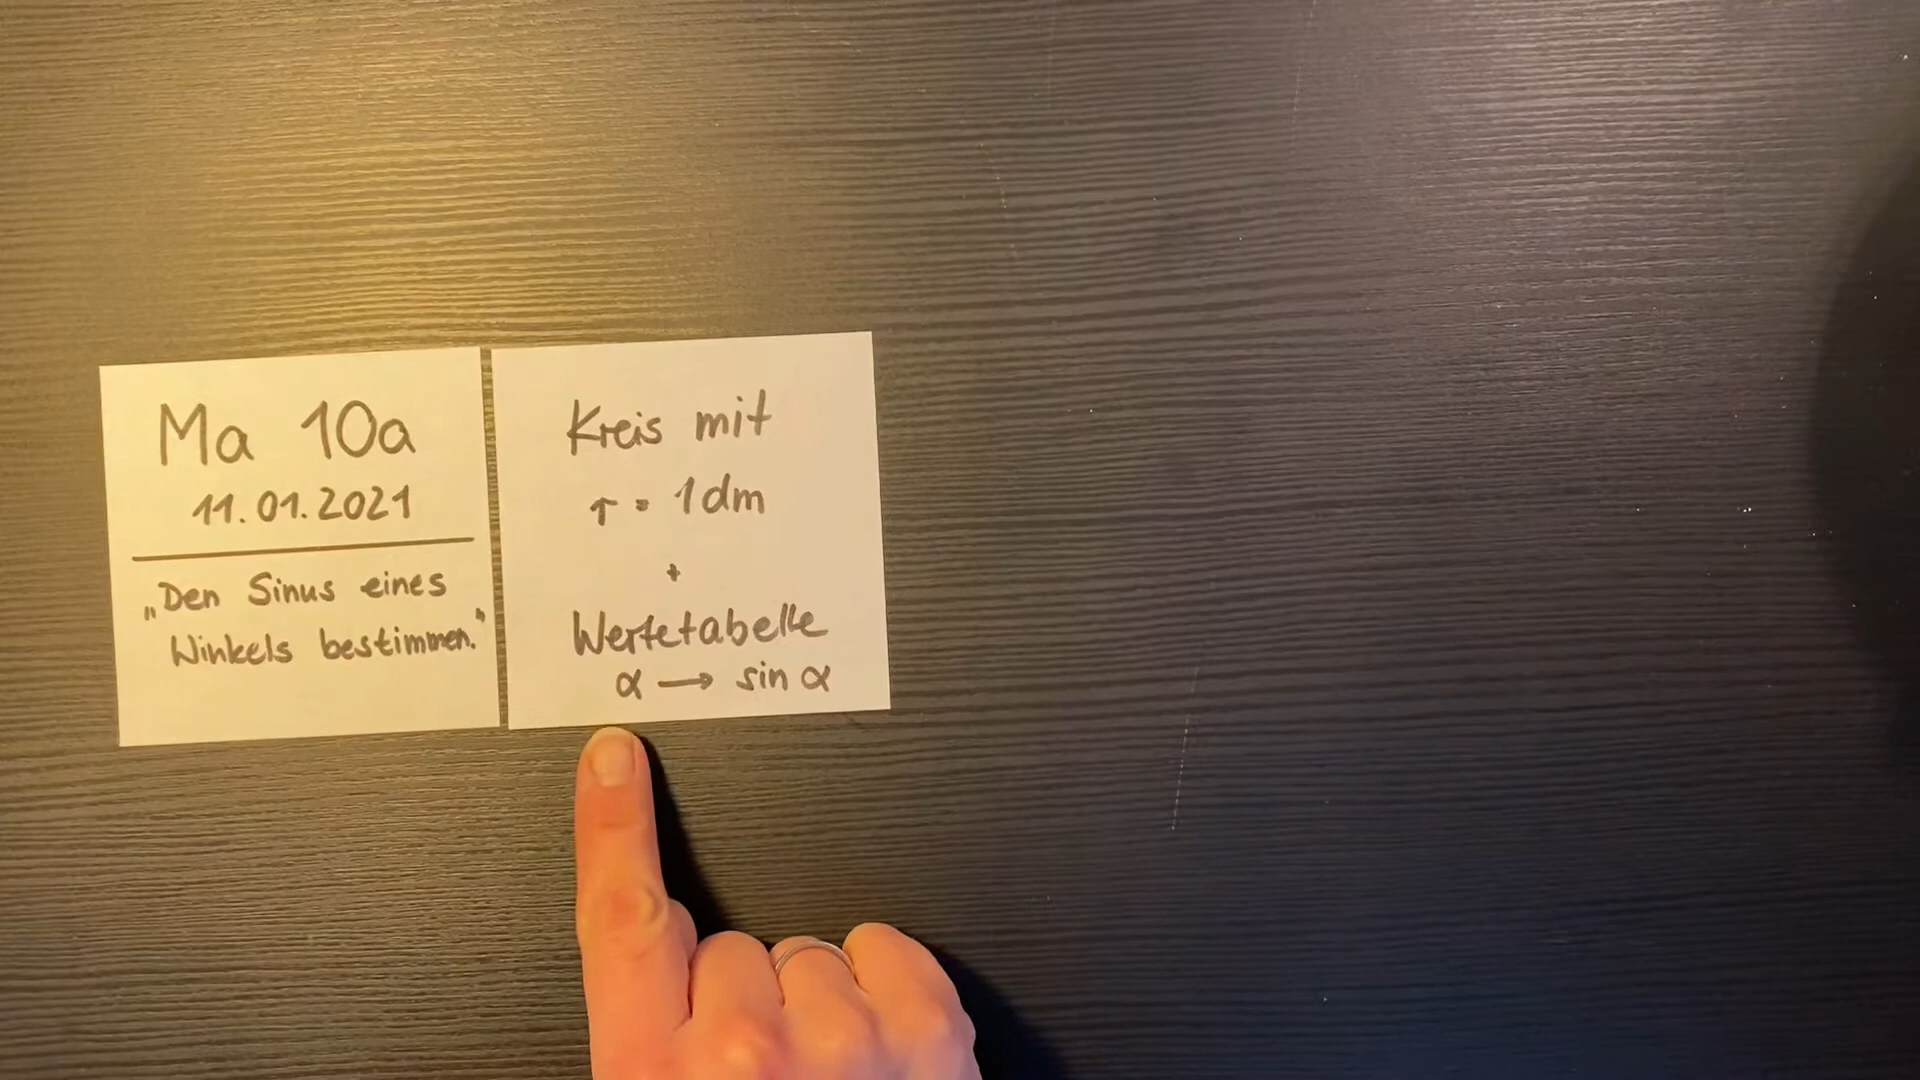 Ma 10a
11.01.2021
„Den Sinus eines
Winkels bestimmen."
Kreis mit
r = 1dm
+
Wertetabelle
α → sin α